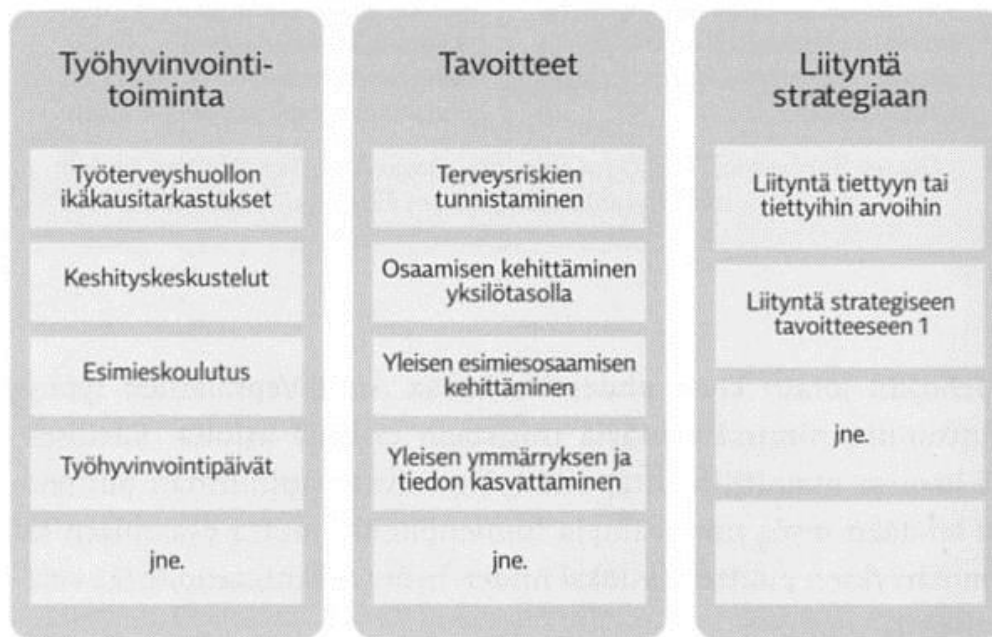 Työhyvinvointi-
toiminta
Työterveyshuollon
ikäkausitarkastukset
Keshityskeskustelut
Esimieskoulutus
Työhyvinvointipäivät
jne.
Tavoitteet
Terveysriskien
tunnistaminen
Osaamisen kehittäminen
yksilötasolla
Yleisen esimiesosaamisen
kehittäminen
Yleisen ymmärryksen ja
tiedon kasvattaminen
jne.
Liityntä
strategiaan
Liityntä tiettyyn tai
tiettyihin arvoihin
Liityntä strategiseen
tavoitteeseen 1
jne.